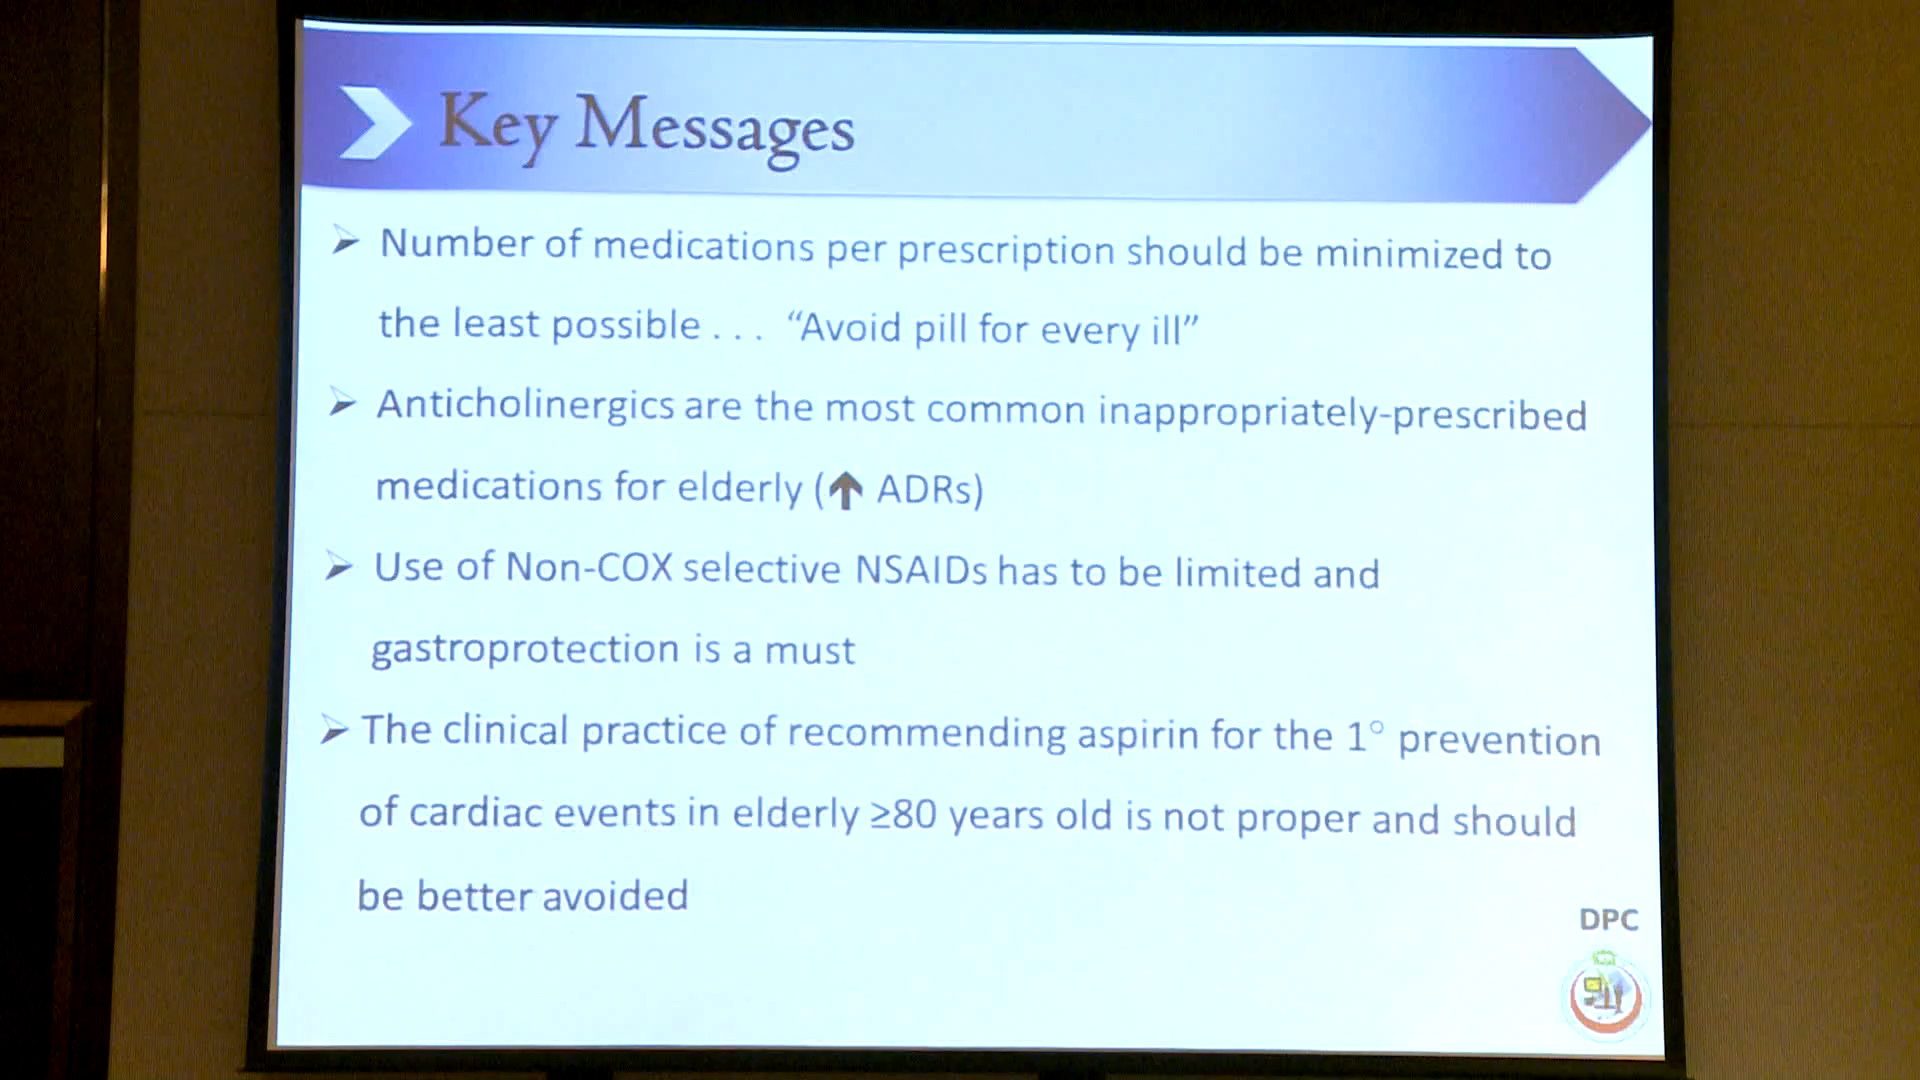 Key Messages
Number of medications per prescription should be minimized to
the least possible . . . “Avoid pill for every ill”
Anticholinergics are the most common inappropriately-prescribed
medications for elderly (↑ ADRs)
Use of Non-COX selective NSAIDs has to be limited and
gastroprotection is a must
The clinical practice of recommending aspirin for the 1° prevention
of cardiac events in elderly ≥80 years old is not proper and should
be better avoided
DPC